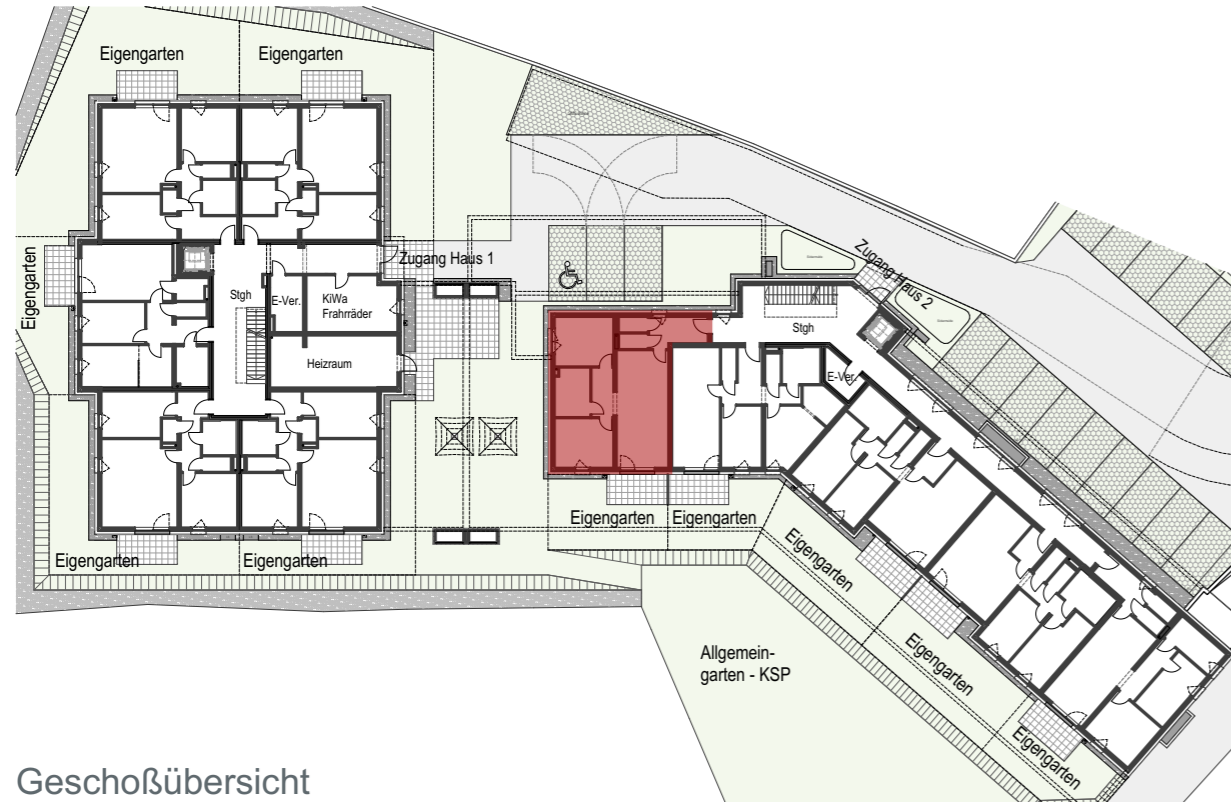 Eigengarten
Eigengarten
Eigengarten
Zugang Haus 1
Stgh
E-Ver.
KiWa
Frahrräder
Heizraum
Zugang Haus 2
Stgh
E-Ver.
Eigengarten
Eigengarten
Eigengarten
Eigengarten
Eigengarten
Eigengarten
Eigengarten
Allgemein-
garten - KSP
Geschoßübersicht